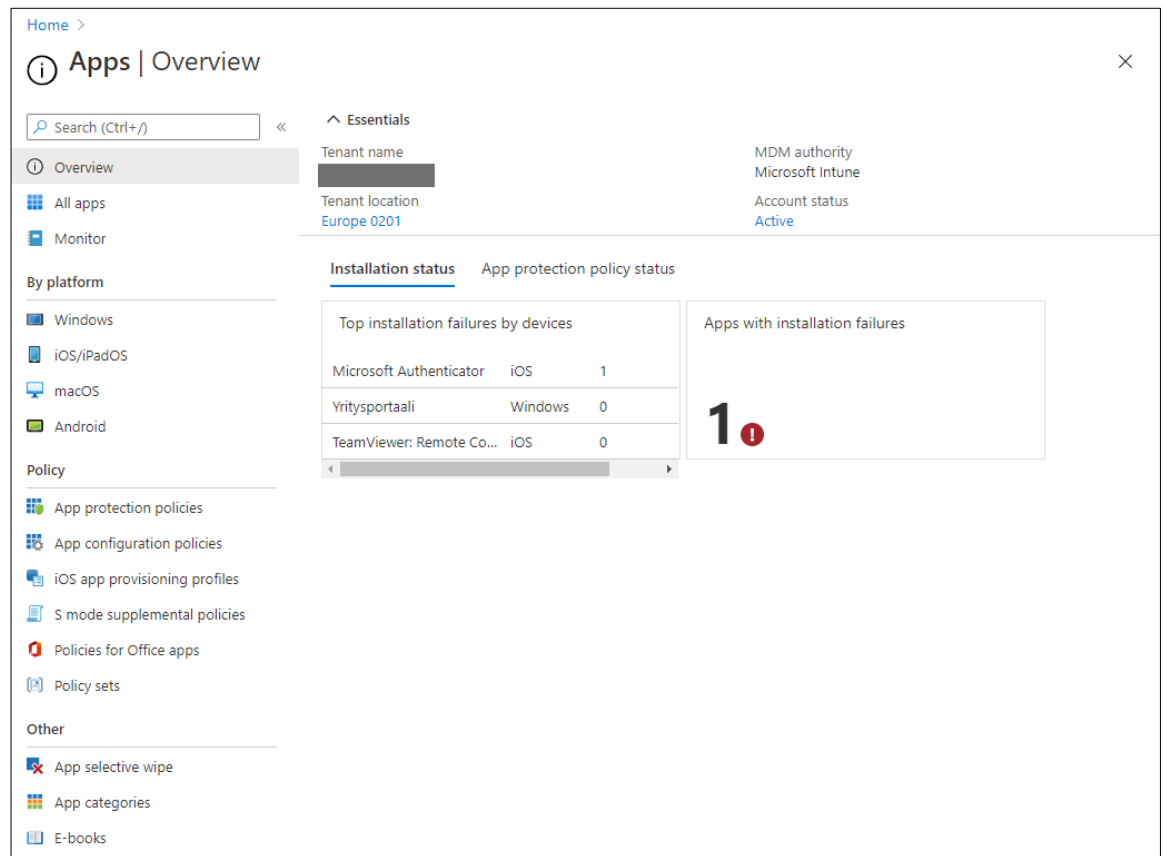 Home >
Apps | Overview
Search (Ctrl+/)
«
Overview
All apps
Monitor
By platform
Windows
iOS/iPadOS
macOS
Android
Policy
App protection policies
App configuration policies
iOS app provisioning profiles
S mode supplemental policies
Policies for Office apps
Policy sets
Other
App selective wipe
App categories
E-books
Essentials
Tenant name
MDM authority
Microsoft Intune
Tenant location
Account status
Europe 0201
Active
Installation status App protection policy status
Top installation failures by devices
Microsoft Authenticator iOS 1
Yritysportaali Windows 0
TeamViewer: Remote Co... iOS 0
Apps with installation failures
1